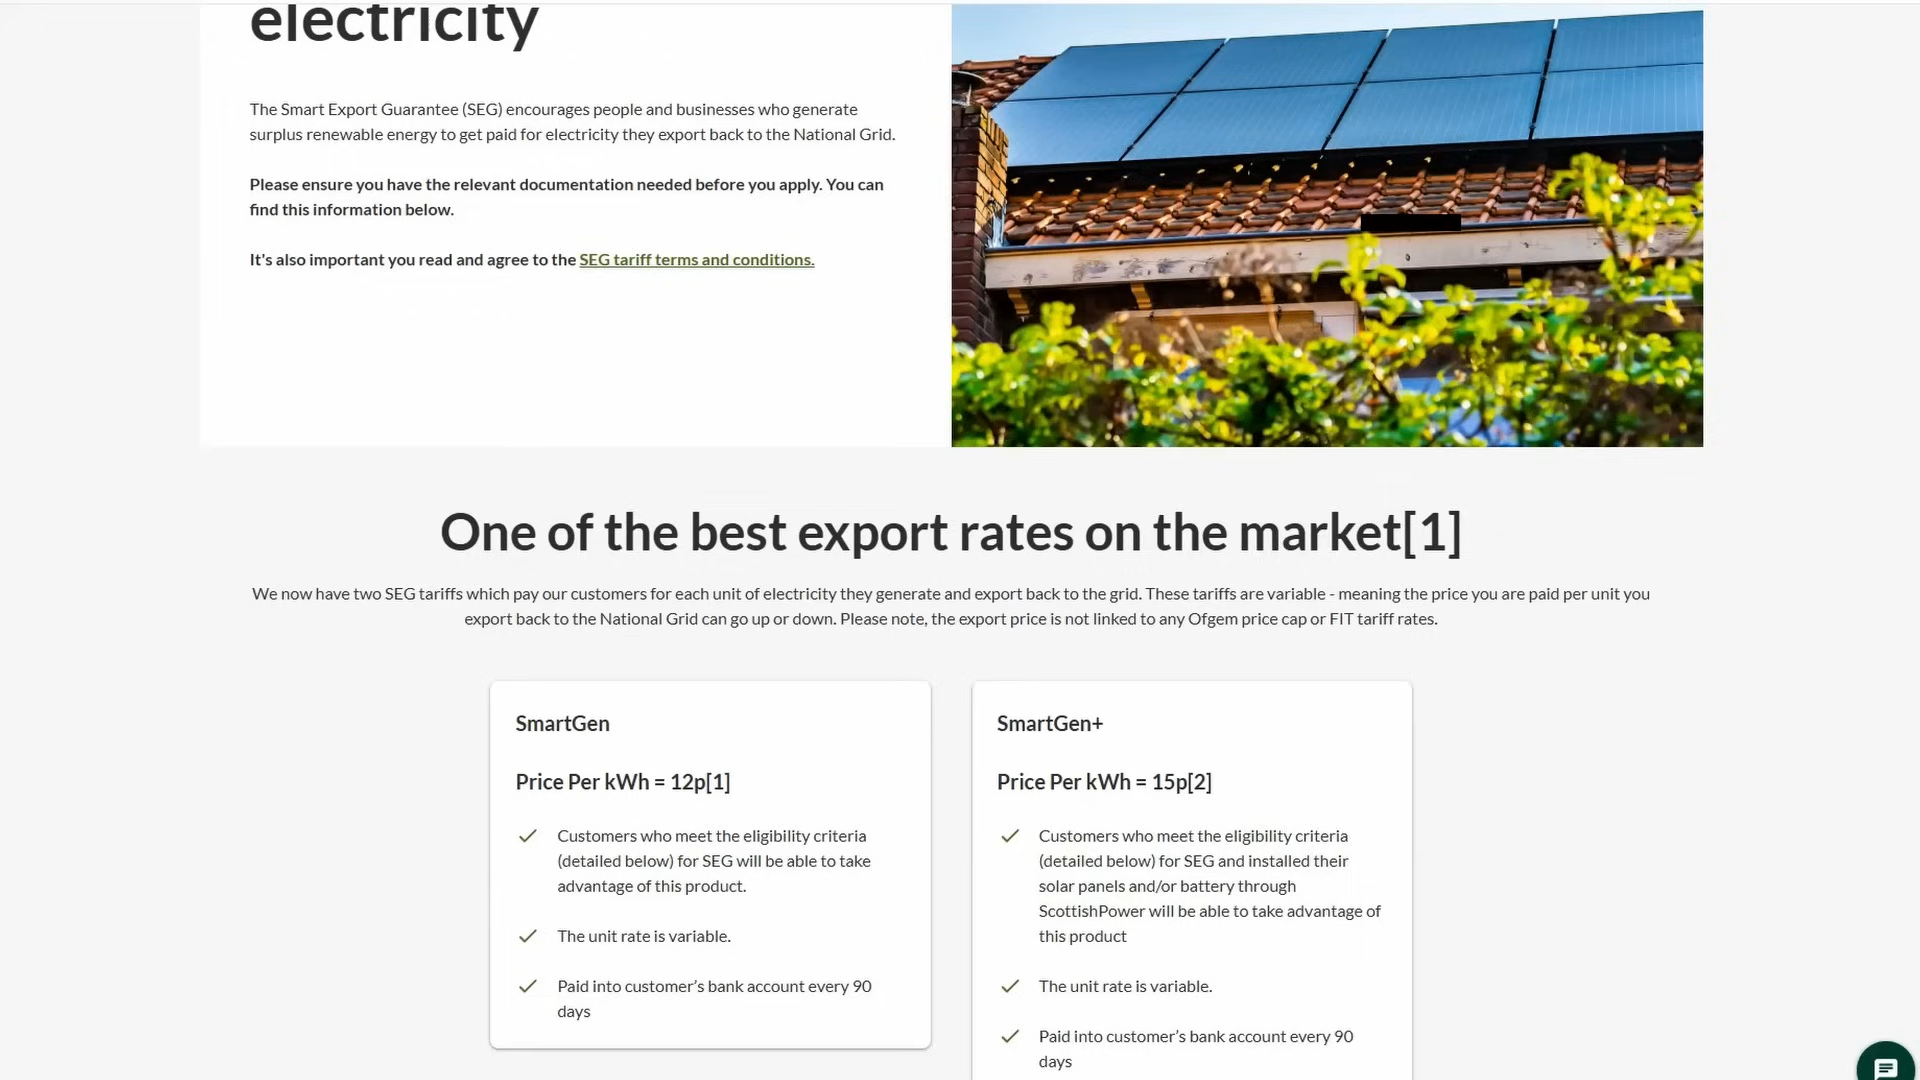 electricity
The Smart Export Guarantee (SEG) encourages people and businesses who generate
surplus renewable energy to get paid for electricity they export back to the National Grid.
Please ensure you have the relevant documentation needed before you apply. You can
find this information below.
It's also important you read and agree to the SEG tariff terms and conditions.
One of the best export rates on the market[1]
We now have two SEG tariffs which pay our customers for each unit of electricity they generate and export back to the grid. These tariffs are variable - meaning the price you are paid per unit you
export back to the National Grid can go up or down. Please note, the export price is not linked to any Ofgem price cap or FIT tariff rates.
SmartGen
Price Per kWh = 12p[1]
Customers who meet the eligibility criteria
(detailed below) for SEG will be able to take
advantage of this product.
The unit rate is variable.
Paid into customer’s bank account every 90
days
SmartGen+
Price Per kWh = 15p[2]
Customers who meet the eligibility criteria
(detailed below) for SEG and installed their
solar panels and/or battery through
ScottishPower will be able to take advantage of
this product
The unit rate is variable.
Paid into customer’s bank account every 90
days